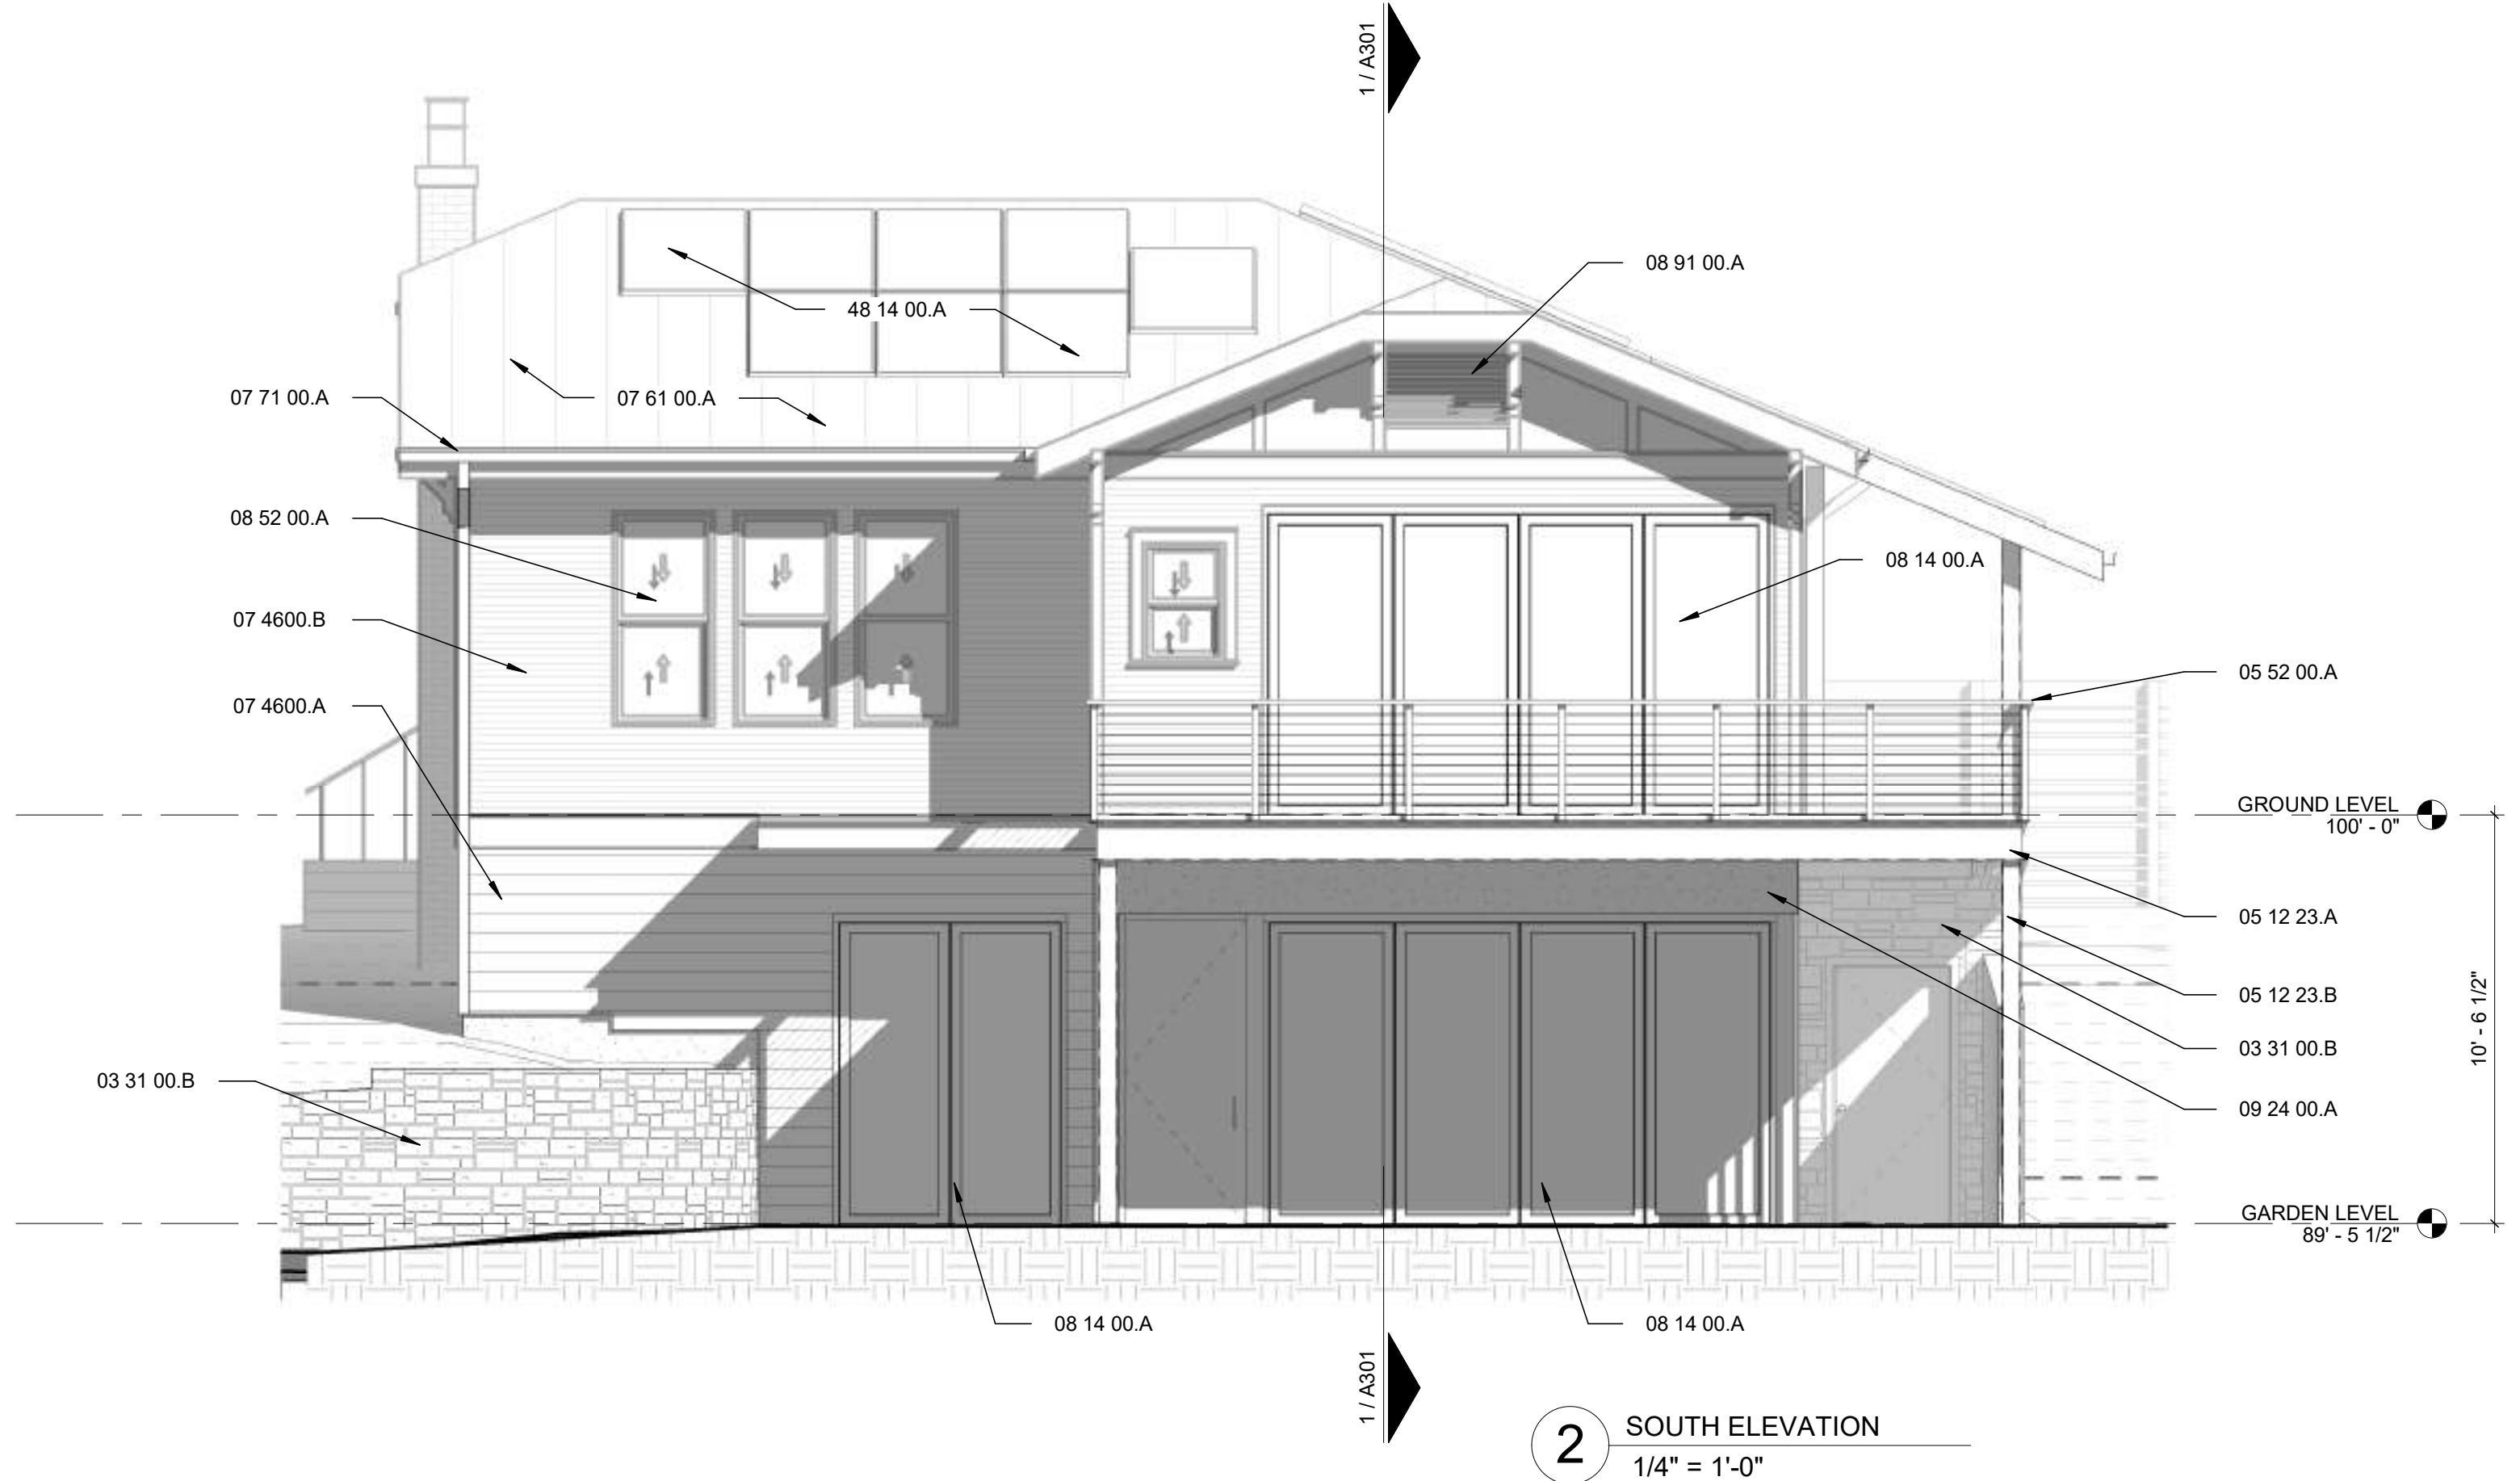 1 / A301
08 91 00.A
48 14 00.A
07 71 00.A
07 61 00.A
08 52 00.A
08 14 00.A
07 4600.B
05 52 00.A
07 4600.A
GROUND LEVEL
100' - 0"
05 12 23.A
05 12 23.B
10' - 6 1/2"
03 31 00.B
03 31 00.B
09 24 00.A
GARDEN LEVEL
89' - 5 1/2"
08 14 00.A
08 14 00.A
1 / A301
2
SOUTH ELEVATION
1/4" = 1'-0"